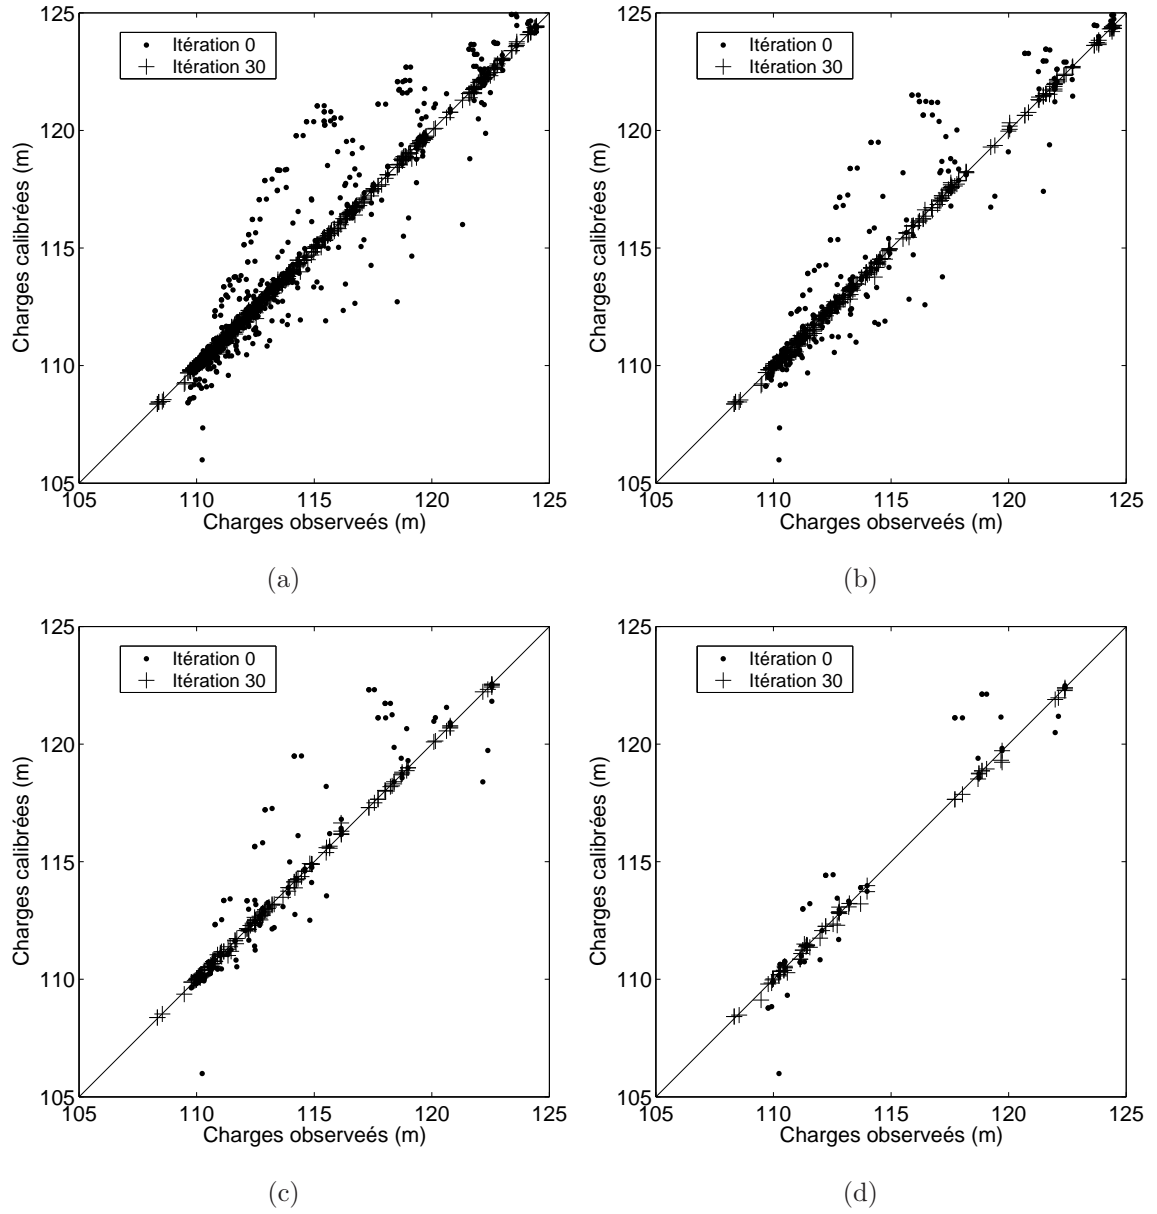 125
120
115
110
105
Charges calibrées (m)
Itération 0
Itération 30
105 110 115 120 125
Charges observeés (m)
(a)
125
120
115
110
105
Charges calibrées (m)
Itération 0
Itération 30
105 110 115 120 125
Charges observeés (m)
(b)
125
120
115
110
105
Charges calibrées (m)
Itération 0
Itération 30
105 110 115 120 125
Charges observeés (m)
(c)
125
120
115
110
105
Charges calibrées (m)
Itération 0
Itération 30
105 110 115 120 125
Charges observeés (m)
(d)